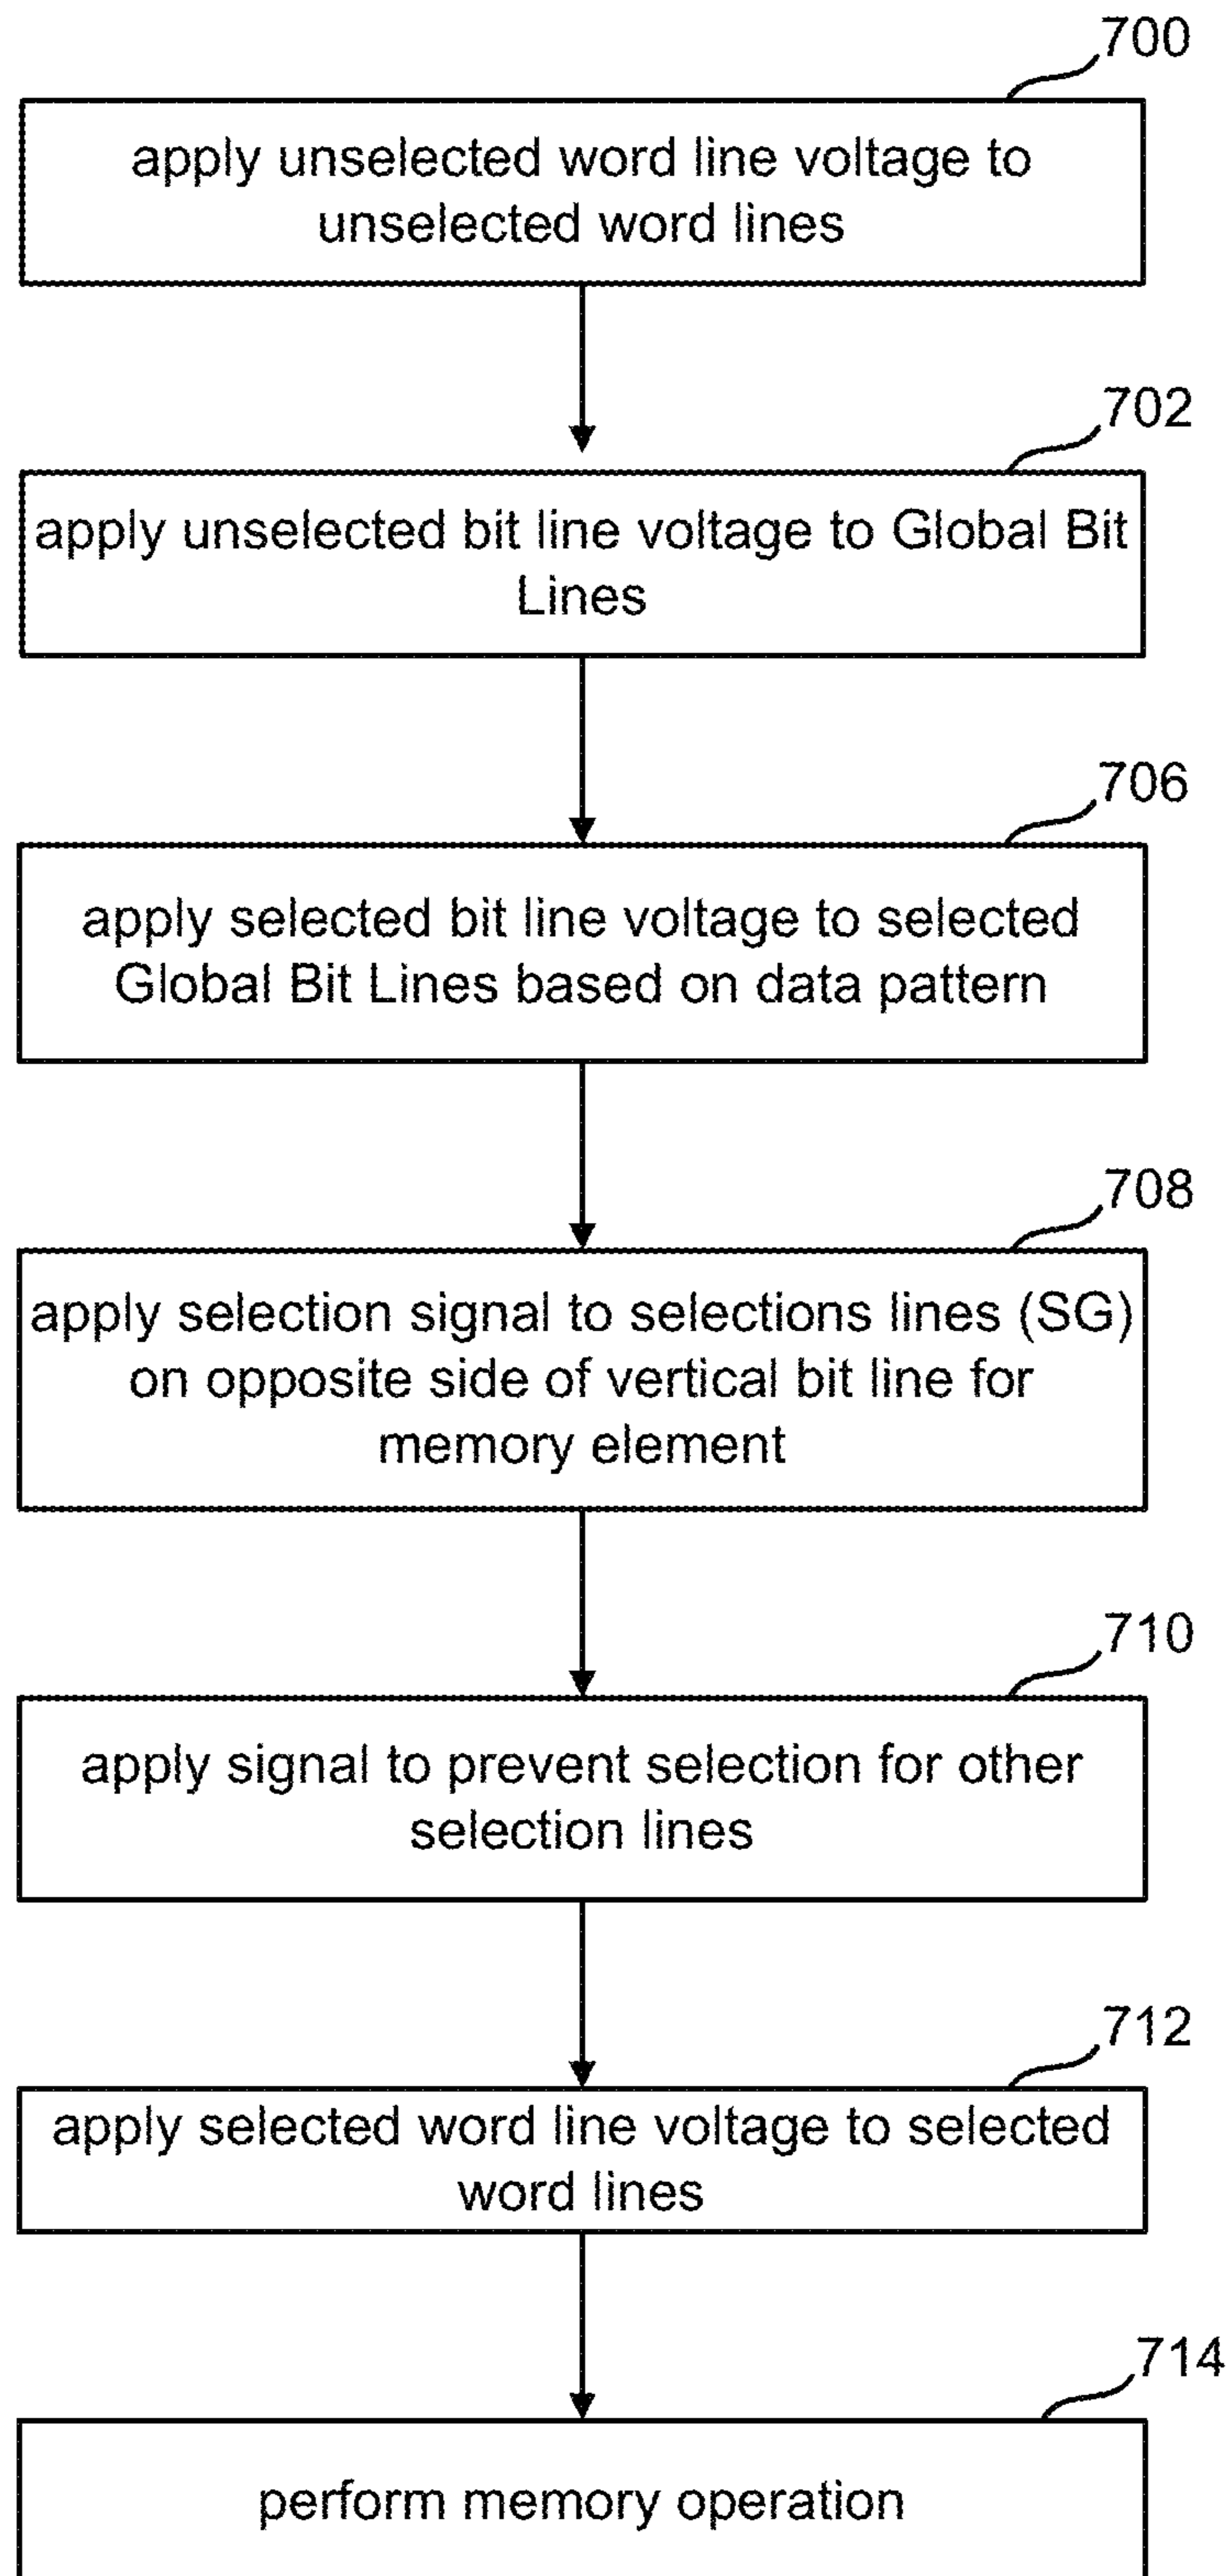 700
apply unselected word line voltage to
unselected word lines
702
apply unselected bit line voltage to Global Bit
Lines
706
apply selected bit line voltage to selected
Global Bit Lines based on data pattern
708
apply selection signal to selections lines (SG)
on opposite side of vertical bit line for
memory element
710
apply signal to prevent selection for other
selection lines
712
apply selected word line voltage to selected
word lines
714
perform memory operation